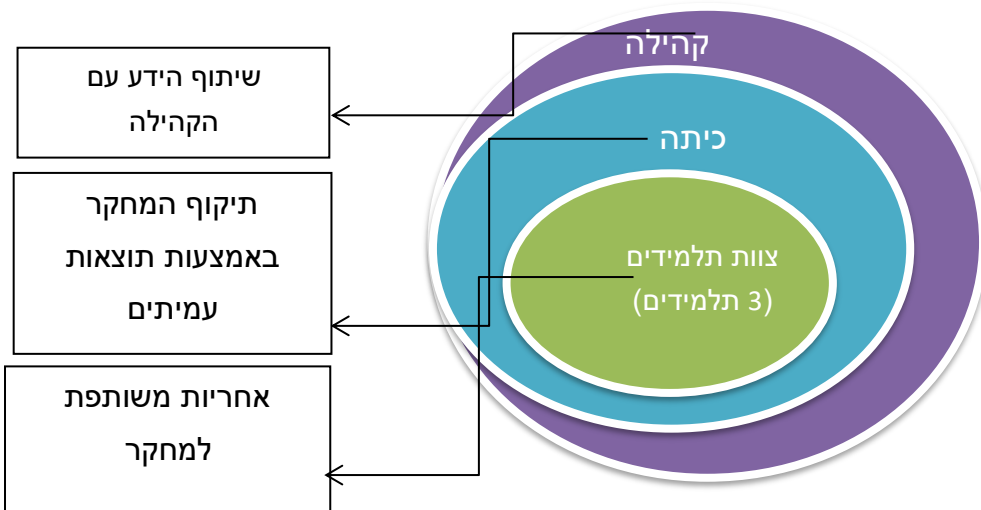 קהילה
שיתוף הידע עם
הקהילה
כיתה
תיקוף המחקר
באמצעות תוצאות
עמיתים
צוות תלמידים
(3 תלמידים)
אחריות משותפת
למחקר